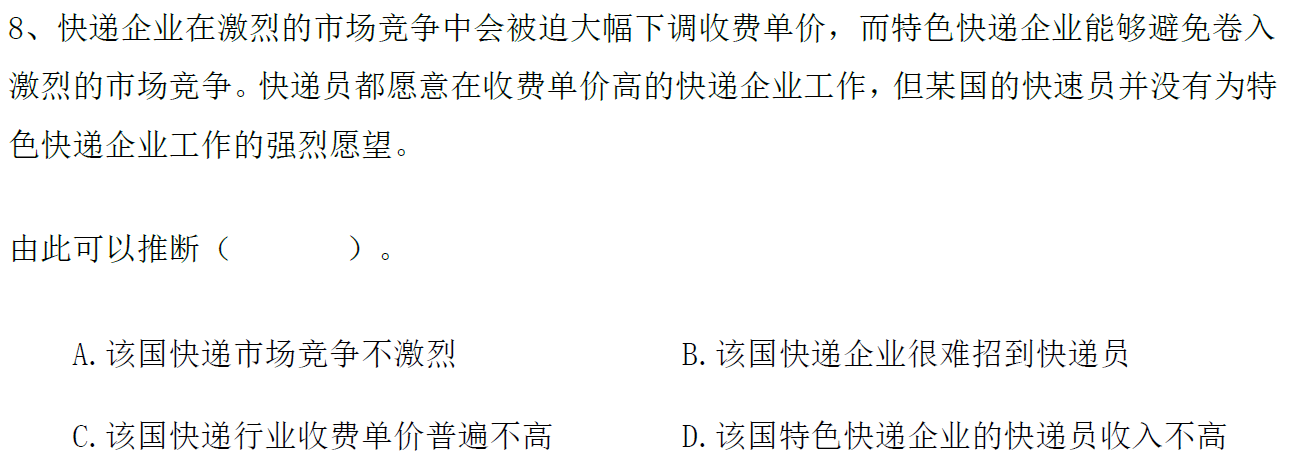 8、快递企业在激烈的市场竞争中会被迫大幅下调收费单价，而特色快递企业能够避免卷入
激烈的市场竞争。快递员都愿意在收费单价高的快递企业工作，但某国的快速员并没有为特
色快递企业工作的强烈愿望。
由此可以推断（　　　）。
A.该国快递市场竞争不激烈　　B.该国快递企业很难招到快递员
C.该国快递行业收费单价普遍不高　　D.该国特色快递企业的快递员收入不高